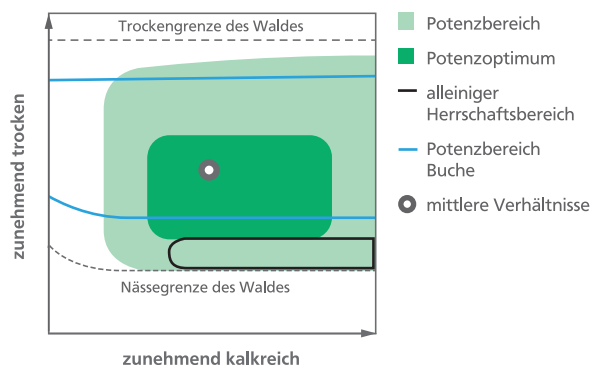 Trockengrenze des Waldes
Nässegrenze des Waldes
zunehmend trocken
zunehmend kalkreich
Potenzbereich
Potenzoptimum
alleiniger
Herrschaftsbereich
Potenzbereich
Buche
mittlere Verhältnisse